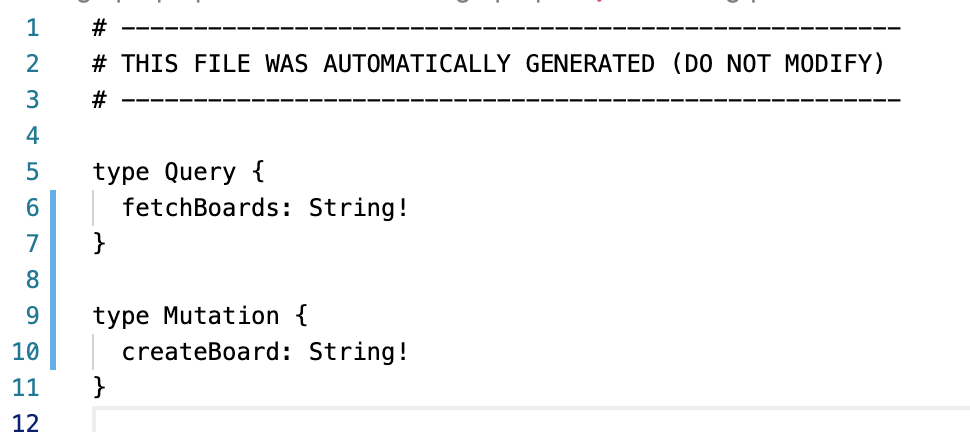 1 # ------------------------------------------------------
2 # THIS FILE WAS AUTOMATICALLY GENERATED (DO NOT MODIFY)
3 # ------------------------------------------------------
4
5 type Query {
6   fetchBoards: String!
7 }
8
9 type Mutation {
10   createBoard: String!
11 }
12